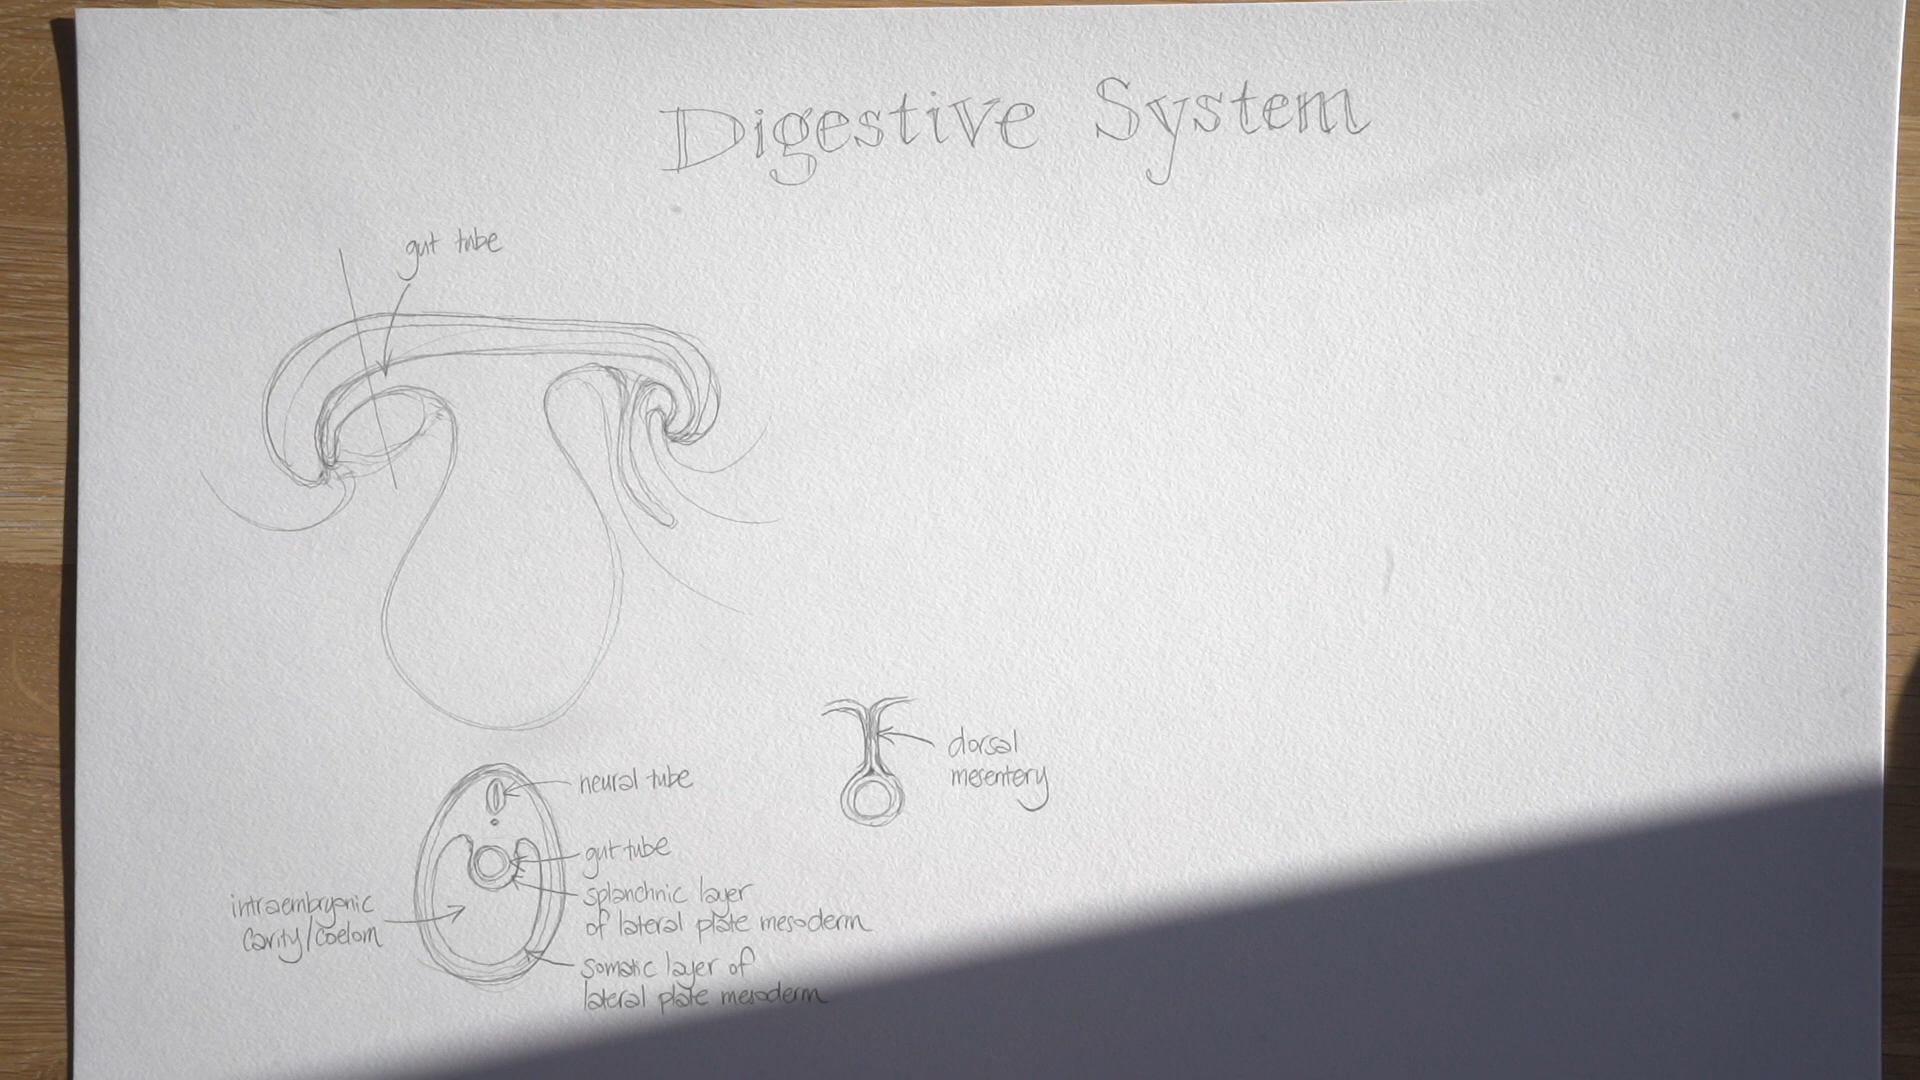 Digestive System
gut tube
dorsal
mesentery
neural tube
gut tube
splanchnic layer
of lateral plate mesoderm
intraembryonic
cavity/coelom
somatic layer of
lateral plate mesoderm